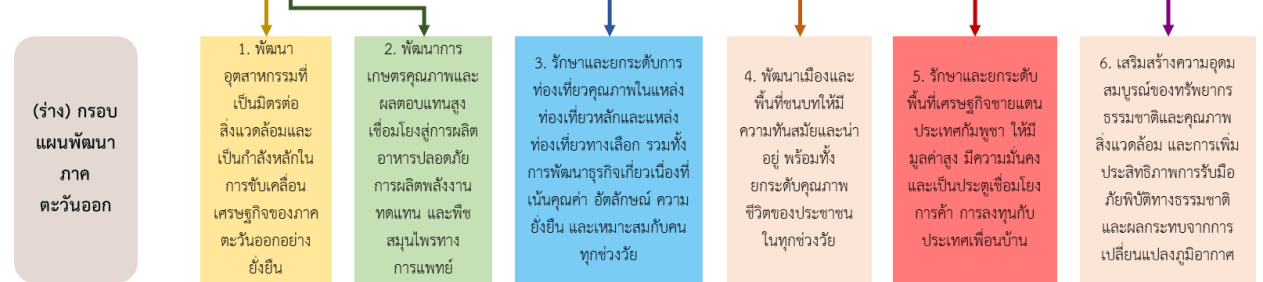 (ร่าง) กรอบ
แผนพัฒนา
ภาค
ตะวันออก
1. พัฒนา
อุตสาหกรรมที่
เป็นมิตรต่อ
สิ่งแวดล้อมและ
เป็นกำลังหลักใน
การขับเคลื่อน
เศรษฐกิจของภาค
ตะวันออกอย่าง
ยั่งยืน
2. พัฒนาการ
เกษตรคุณภาพและ
ผลตอบแทนสูง
เชื่อมโยงสู่การผลิต
อาหารปลอดภัย
การผลิตพลังงาน
ทดแทน และพืช
สมุนไพรทาง
การแพทย์
3. รักษาและยกระดับการ
ท่องเที่ยวคุณภาพในแหล่ง
ท่องเที่ยวหลักและแหล่ง
ท่องเที่ยวทางเลือก รวมทั้ง
การพัฒนาธุรกิจเกี่ยวเนื่องที่
เน้นคุณค่า อัตลักษณ์ ความ
ยั่งยืน และเหมาะสมกับคน
ทุกช่วงวัย
4. พัฒนาเมืองและ
พื้นที่ชนบทให้มี
ความทันสมัยและน่า
อยู่ พร้อมทั้ง
ยกระดับคุณภาพ
ชีวิตของประชาชน
ในทุกช่วงวัย
5. รักษาและยกระดับ
พื้นที่เศรษฐกิจชายแดน
ประเทศกัมพูชา ให้มี
มูลค่าสูง มีความมั่นคง
และเป็นประตูเชื่อมโยง
การค้า การลงทุนกับ
ประเทศเพื่อนบ้าน
6. เสริมสร้างความอุดม
สมบูรณ์ของทรัพยากร
ธรรมชาติและคุณภาพ
สิ่งแวดล้อม และการเพิ่ม
ประสิทธิภาพการรับมือ
ภัยพิบัติทางธรรมชาติ
และผลกระทบจากการ
เปลี่ยนแปลงภูมิอากาศ